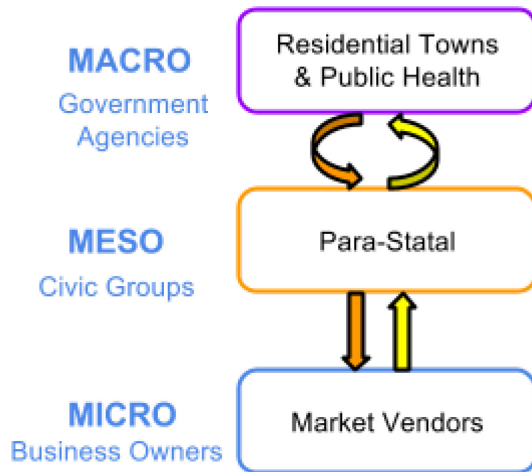 MACRO
Government
Agencies
Residential Towns
& Public Health
MESO
Civic Groups
Para-Statal
MICRO
Business Owners
Market Vendors